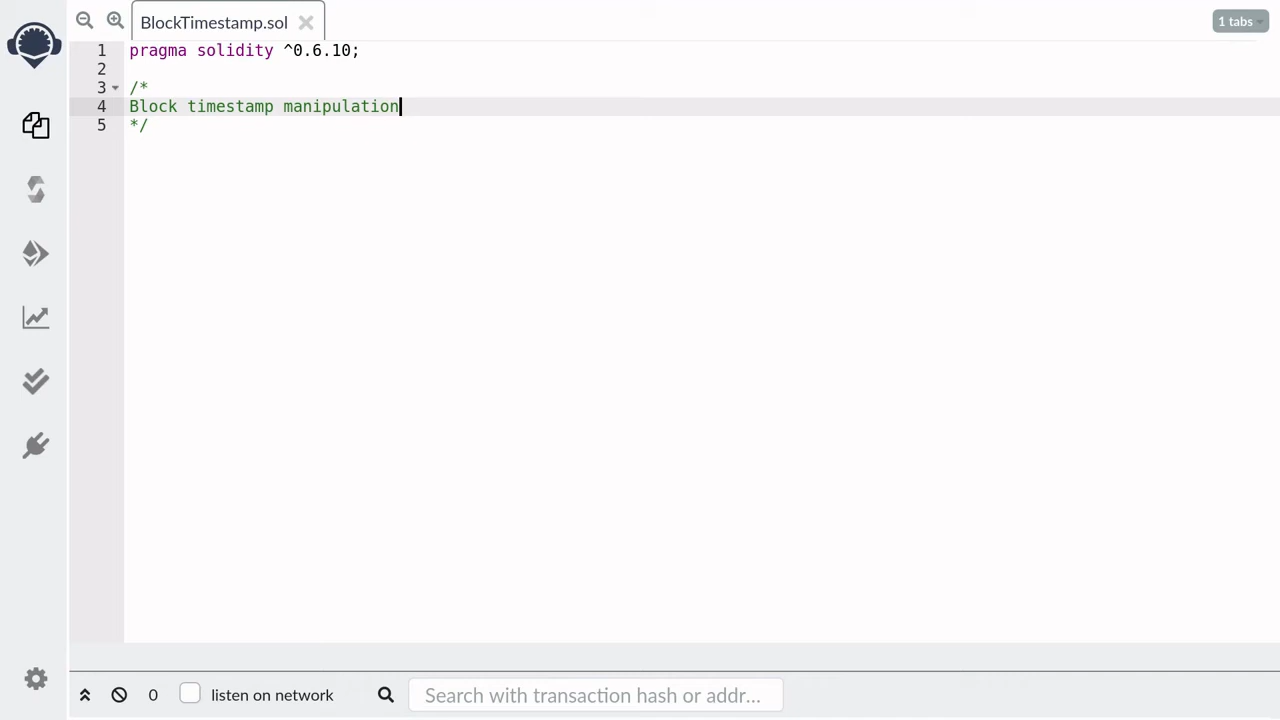 BlockTimestamp.sol
1 tabs
1 pragma solidity ^0.6.10;
2
3 /*
4 Block timestamp manipulation
5 */
0
listen on network
Search with transaction hash or addr...